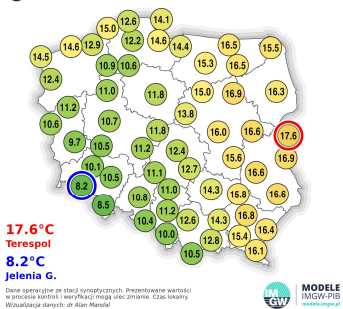 12.6 14.1
15.0
14.6 12.9 12.2 14.6 14.4 16.5 15.5
14.5
10.9 10.6 15.3 16.5
12.4
11.0 11.8 15.0 16.9 16.3
11.2
13.8
10.6 10.7
11.8 16.0 16.6 17.6
9.7 10.5 11.2 12.4
15.6 16.9
10.1 12.7
10.5 11.1 16.6
8.2 11.0 14.3 15.8 16.6
10.8
8.5 11.2
10.4 12.6 14.3 16.8
10.0 12.8 15.4 16.4
10.5 16.1
17.6°C
Terespol
8.2°C
Jelenia G.
Dane operacyjne ze stacji synoptycznych. Prezentowane wartości
w procesie kontroli i weryfikacji mogą ulec zmianie. Czas lokalny.
Wizualizacja danych: dr Alan Mandal
IM
GW
MODELE
IMGW-PIB
modele.imgw.pl